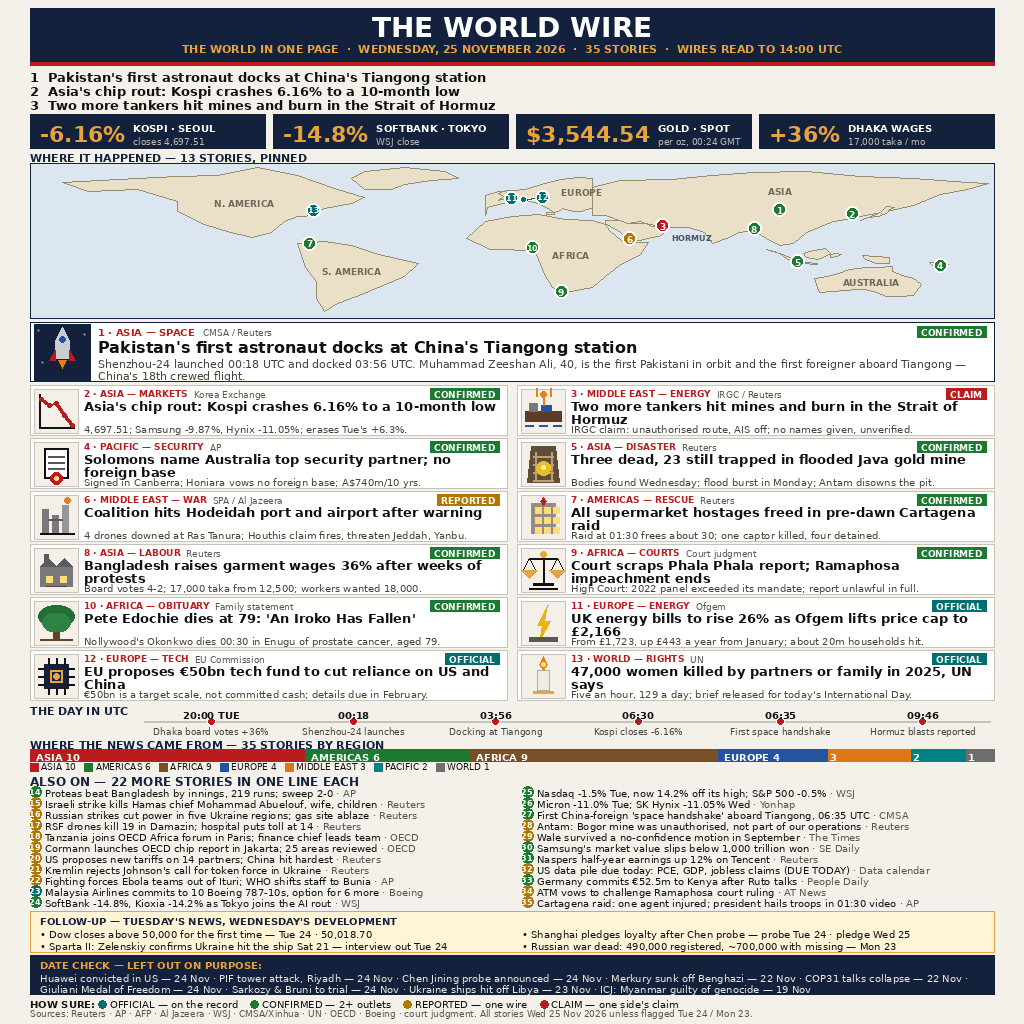 THE WORLD WIRE
THE WORLD IN ONE PAGE · WEDNESDAY, 25 NOVEMBER 2026 · 35 STORIES · WIRES READ TO 14:00 UTC
1 Pakistan's first astronaut docks at China's Tiangong station
2 Asia's chip rout: Kospi crashes 6.16% to a 10-month low
3 Two more tankers hit mines and burn in the Strait of Hormuz
-6.16% KOSPI · SEOUL
closes 4,697.51
-14.8% SOFTBANK · TOKYO
WSJ close
$3,544.54 GOLD · SPOT
per oz, 00:24 GMT
+36% DHAKA WAGES
17,000 taka / mo
WHERE IT HAPPENED — 13 STORIES, PINNED
N. AMERICA
S. AMERICA
EUROPE
AFRICA
ASIA
HORMUZ
AUSTRALIA
13
7
11
12
10
9
6
3
1
8
2
5
4
1 · ASIA — SPACE CMSA / Reuters
CONFIRMED
Pakistan's first astronaut docks at China's Tiangong station
Shenzhou-24 launched 00:18 UTC and docked 03:56 UTC. Muhammad Zeeshan Ali, 40, is the first Pakistani in orbit and the first foreigner aboard Tiangong —
China's 18th crewed flight.
2 · ASIA — MARKETS Korea Exchange
CONFIRMED
Asia's chip rout: Kospi crashes 6.16% to a 10-month low
4,697.51; Samsung -9.87%, Hynix -11.05%; erases Tue's +6.3%.
3 · MIDDLE EAST — ENERGY IRGC / Reuters
CLAIM
Two more tankers hit mines and burn in the Strait of
Hormuz
IRGC claim: unauthorised route, AIS off; no names given, unverified.
4 · PACIFIC — SECURITY AP
CONFIRMED
Solomons name Australia top security partner; no
foreign base
Signed in Canberra; Honiara vows no foreign base; A$740m/10 yrs.
5 · ASIA — DISASTER Reuters
CONFIRMED
Three dead, 23 still trapped in flooded Java gold mine
Bodies found Wednesday; flood burst in Monday; Antam disowns the pit.
6 · MIDDLE EAST — WAR SPA / Al Jazeera
REPORTED
Coalition hits Hodeidah port and airport after warning
4 drones downed at Ras Tanura; Houthis claim fires, threaten Jeddah, Yanbu.
7 · AMERICAS — RESCUE Reuters
CONFIRMED
All supermarket hostages freed in pre-dawn Cartagena
raid
Raid at 01:30 frees about 30; one captor killed, four detained.
8 · ASIA — LABOUR Reuters
CONFIRMED
Bangladesh raises garment wages 36% after weeks of
protests
Board votes 4-2; 17,000 taka from 12,500; workers wanted 18,000.
9 · AFRICA — COURTS Court judgment
CONFIRMED
Court scraps Phala Phala report; Ramaphosa
impeachment ends
High Court: 2022 panel exceeded its mandate; report unlawful in full.
10 · AFRICA — OBITUARY Family statement
CONFIRMED
Pete Edochie dies at 79: 'An Iroko Has Fallen'
Nollywood's Okonkwo dies 00:30 in Enugu of prostate cancer, aged 79.
11 · EUROPE — ENERGY Ofgem
OFFICIAL
UK energy bills to rise 26% as Ofgem lifts price cap to
£2,166
From £1,723, up £443 a year from January; about 20m households hit.
12 · EUROPE — TECH EU Commission
OFFICIAL
EU proposes €50bn tech fund to cut reliance on US and
China
€50bn is a target scale, not committed cash; details due in February.
13 · WORLD — RIGHTS UN
OFFICIAL
47,000 women killed by partners or family in 2025, UN
says
Five an hour, 129 a day; brief released for today's International Day.
THE DAY IN UTC
20:00 TUE
Dhaka board votes +36%
00:18
Shenzhou-24 launches
03:56
Docking at Tiangong
06:30
Kospi closes -6.16%
06:35
First space handshake
09:46
Hormuz blasts reported
WHERE THE NEWS CAME FROM — 35 STORIES BY REGION
ASIA 10 AMERICAS 6 AFRICA 9 EUROPE 4 3 2 1
ASIA 10 AMERICAS 6 AFRICA 9 EUROPE 4 MIDDLE EAST 3 PACIFIC 2 WORLD 1
ALSO ON — 22 MORE STORIES IN ONE LINE EACH
14 Proteas beat Bangladesh by innings, 219 runs; sweep 2-0 · AP
15 Israeli strike kills Hamas chief Mohammad Abuelouf, wife, children · Reuters
16 Russian strikes cut power in five Ukraine regions; gas site ablaze · Reuters
17 RSF drones kill 19 in Damazin; hospital puts toll at 14 · Reuters
18 Tanzania joins OECD Africa forum in Paris; finance chief leads team · OECD
19 Cormann launches OECD chip report in Jakarta; 25 areas reviewed · OECD
20 US proposes new tariffs on 14 partners; China hit hardest · Reuters
21 Kremlin rejects Johnson's call for token force in Ukraine · Reuters
22 Fighting forces Ebola teams out of Ituri; WHO shifts staff to Bunia · AP
23 Malaysia Airlines commits to 10 Boeing 787-10s, option for 6 more · Boeing
24 SoftBank -14.8%, Kioxia -14.2% as Tokyo joins the AI rout · WSJ
25 Nasdaq -1.5% Tue, now 14.2% off its high; S&P 500 -0.5% · WSJ
26 Micron -11.0% Tue; SK Hynix -11.05% Wed · Yonhap
27 First China-foreign 'space handshake' aboard Tiangong, 06:35 UTC · CMSA
28 Antam: Bogor mine was unauthorised, not part of our operations · Reuters
29 Wale survived a no-confidence motion in September · The Times
30 Samsung's market value slips below 1,000 trillion won · SE Daily
31 Naspers half-year earnings up 12% on Tencent · Reuters
32 US data pile due today: PCE, GDP, jobless claims (DUE TODAY) · Data calendar
33 Germany commits €52.5m to Kenya after Ruto talks · People Daily
34 ATM vows to challenge Ramaphosa court ruling · AT News
35 Cartagena raid: one agent injured; president hails troops in 01:30 video · AP
FOLLOW-UP — TUESDAY'S NEWS, WEDNESDAY'S DEVELOPMENT
• Dow closes above 50,000 for the first time — Tue 24 · 50,018.70
• Sparta II: Zelenskiy confirms Ukraine hit the ship Sat 21 — interview out Tue 24
• Shanghai pledges loyalty after Chen probe — probe Tue 24 · pledge Wed 25
• Russian war dead: 490,000 registered, ~700,000 with missing — Mon 23
DATE CHECK — LEFT OUT ON PURPOSE:
Huawei convicted in US — 24 Nov · PIF tower attack, Riyadh — 24 Nov · Chen Jining probe announced — 24 Nov · Merkury sunk off Benghazi — 22 Nov · COP31 talks collapse — 22 Nov ·
Giuliani Medal of Freedom — 24 Nov · Sarkozy & Bruni to trial — 24 Nov · Ukraine ships hit off Libya — 23 Nov · ICJ: Myanmar guilty of genocide — 19 Nov
HOW SURE: OFFICIAL — on the record CONFIRMED — 2+ outlets REPORTED — one wire CLAIM — one side's claim
Sources: Reuters · AP · AFP · Al Jazeera · WSJ · CMSA/Xinhua · UN · OECD · Boeing · court judgment. All stories Wed 25 Nov 2026 unless flagged Tue 24 / Mon 23.